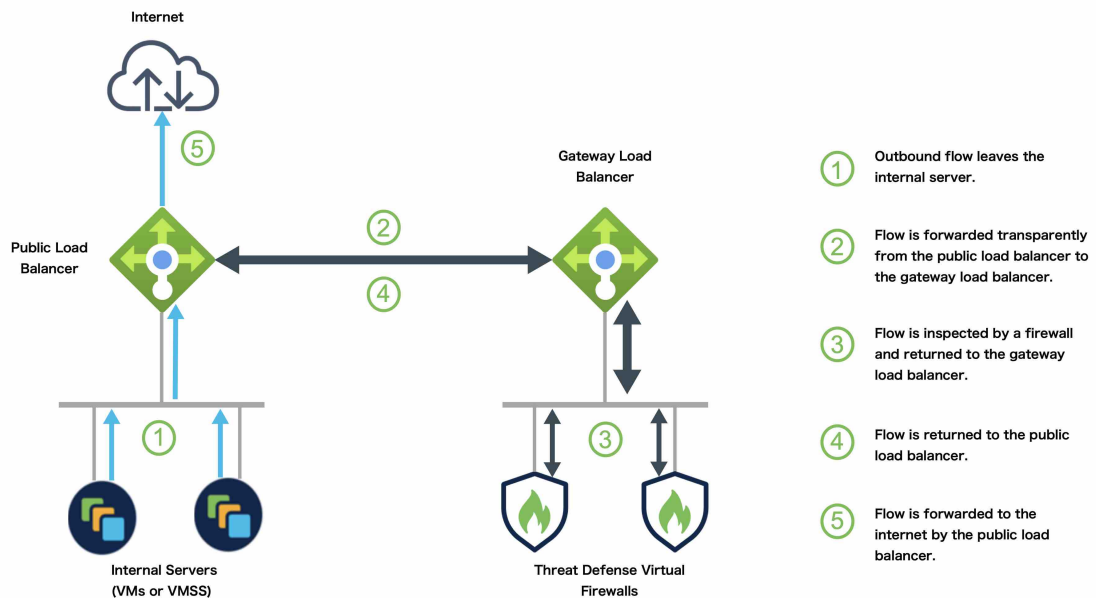 Internet
5
Gateway Load
Balancer
Public Load
Balancer
2
4
1
3
Internal Servers
(VMs or VMSS)
Threat Defense Virtual
Firewalls
1
Outbound flow leaves the
internal server.
2
Flow is forwarded transparently
from the public load balancer to
the gateway load balancer.
3
Flow is inspected by a firewall
and returned to the gateway
load balancer.
4
Flow is returned to the public
load balancer.
5
Flow is forwarded to the
internet by the public load
balancer.